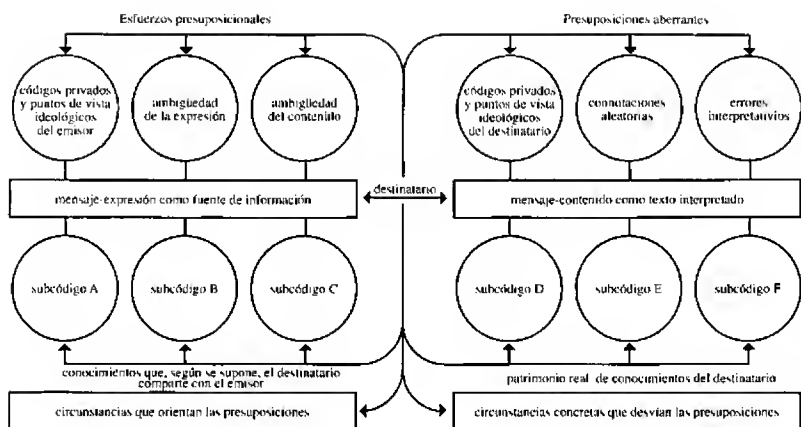 Esfuerzos presuposicionales
Presuposiciones aberrantes
códigos privados
y puntos de vista
ideológicos
del emisor
ambigüedad
de la expresión
ambigüedad
del contenido
códigos privados
y puntos de vista
ideológicos
del destinatario
connotaciones
aleatorias
errores
interpretativos
mensaje-expresión como fuente de información
destinatario
mensaje-contenido como texto interpretado
subcódigo A
subcódigo B
subcódigo C
subcódigo D
subcódigo E
subcódigo F
conocimientos que, según se supone, el destinatario
comparte con el emisor
patrimonio real de conocimientos del destinatario
circunstancias que orientan las presuposiciones
circunstancias concretas que desvían las presuposiciones